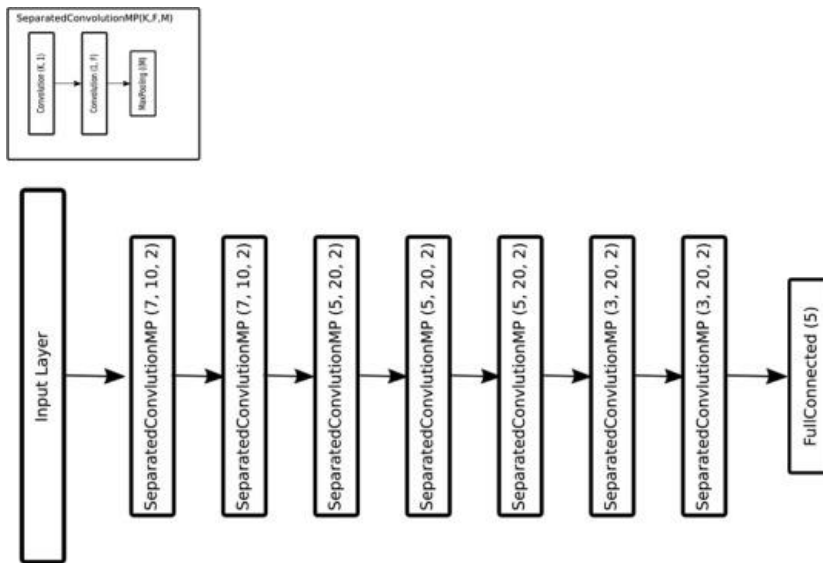 SeparatedConvolutionMP(K,F,M)
Convolution (K, 1)
Convolution (1, F)
MaxPooling (M)
Input Layer
SeparatedConvlutionMP (7, 10, 2)
SeparatedConvlutionMP (7, 10, 2)
SeparatedConvlutionMP (5, 20, 2)
SeparatedConvlutionMP (5, 20, 2)
SeparatedConvlutionMP (5, 20, 2)
SeparatedConvlutionMP (3, 20, 2)
SeparatedConvlutionMP (3, 20, 2)
FullConnected (5)